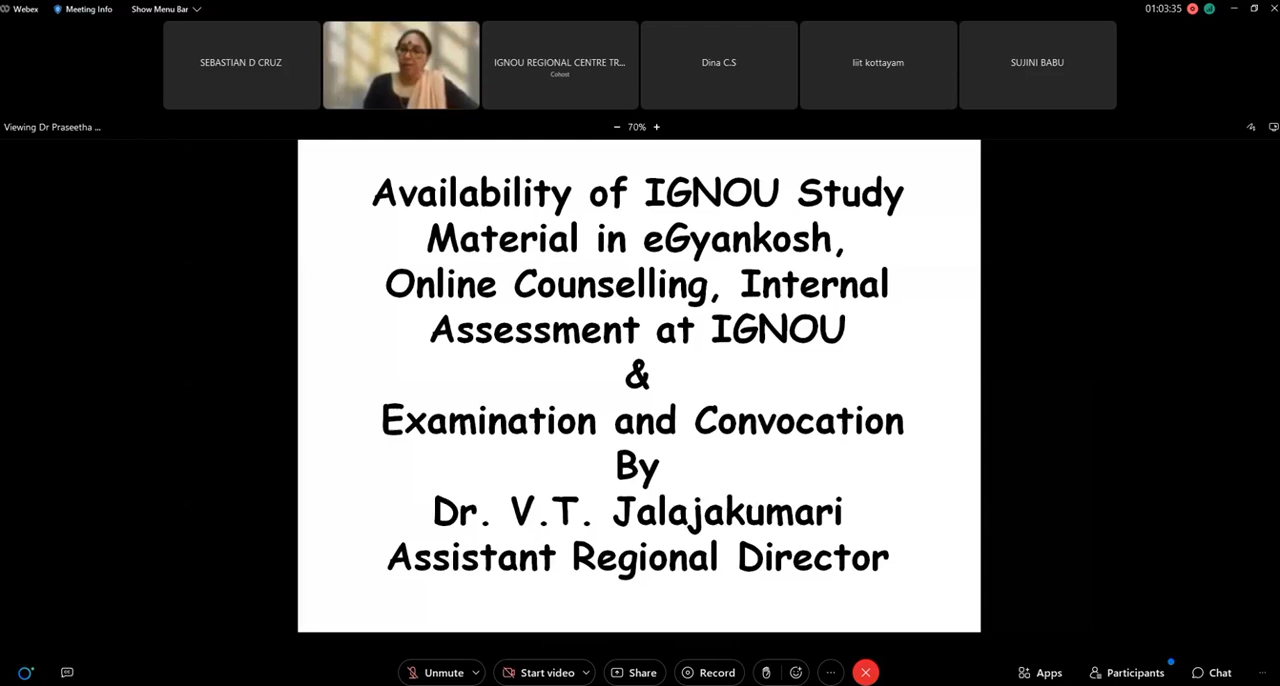 Webex
Meeting Info
Show Menu Bar
01:03:35
SEBASTIAN D CRUZ
IGNOU REGIONAL CENTRE TR...
Cohost
Dina C.S
liit kottayam
SUJINI BABU
Viewing Dr Praseetha ...
70%
Availability of IGNOU Study
Material in eGyankosh,
Online Counselling, Internal
Assessment at IGNOU
&
Examination and Convocation
By
Dr. V.T. Jalajakumari
Assistant Regional Director
Unmute
Start video
Share
Record
Apps
Participants
Chat